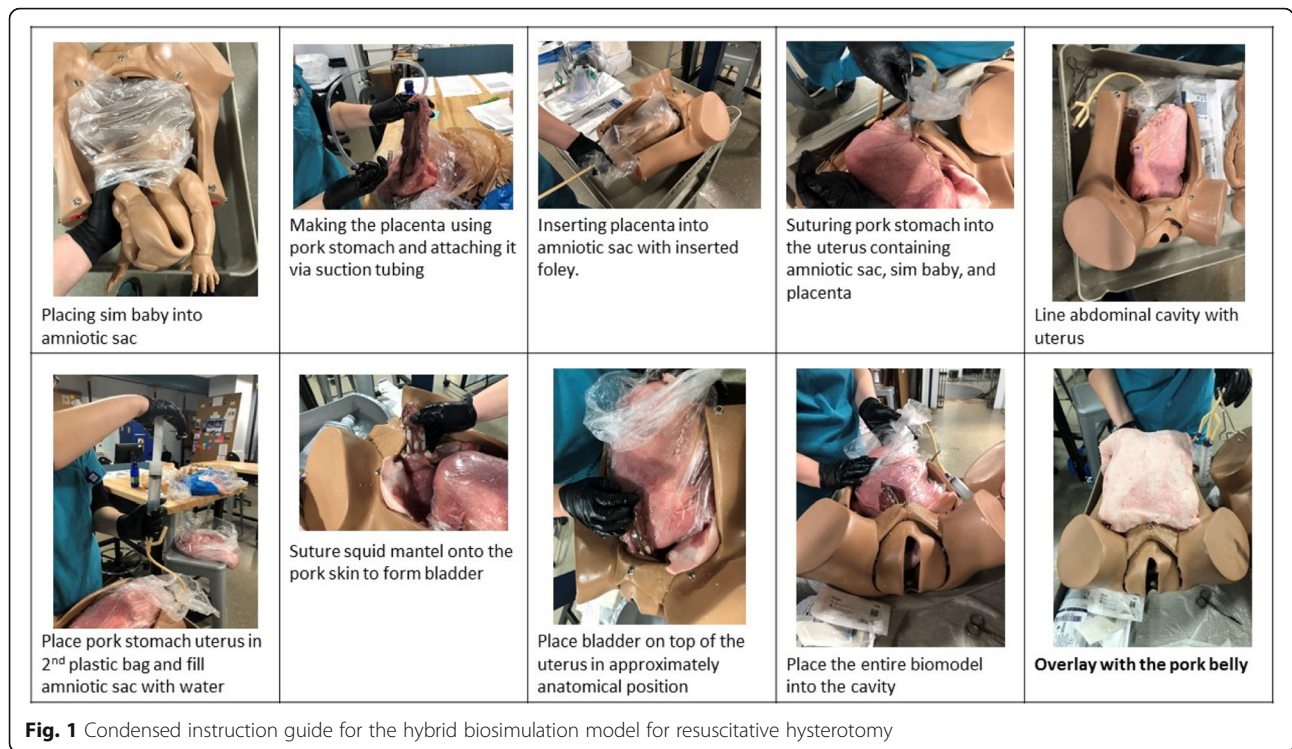 Placing sim baby into
amniotic sac
Making the placenta using
pork stomach and attaching it
via suction tubing
Inserting placenta into
amniotic sac with inserted
foley.
Suturing pork stomach into
the uterus containing
amniotic sac, sim baby, and
placenta
Line abdominal cavity with
uterus
Place pork stomach uterus in
2nd plastic bag and fill
amniotic sac with water
Suture squid mantel onto the
pork skin to form bladder
Place bladder on top of the
uterus in approximately
anatomical position
Place the entire biomodel
into the cavity
Overlay with the pork belly
Fig. 1 Condensed instruction guide for the hybrid biosimulation model for resuscitative hysterotomy